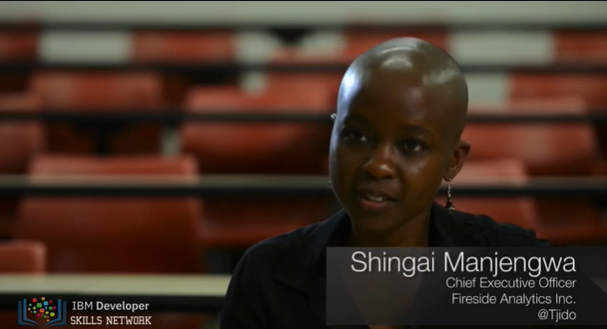 Shingai Manjengwa
Chief Executive Officer
Fireside Analytics Inc.
@Tjido
IBM Developer
SKILLS NETWORK